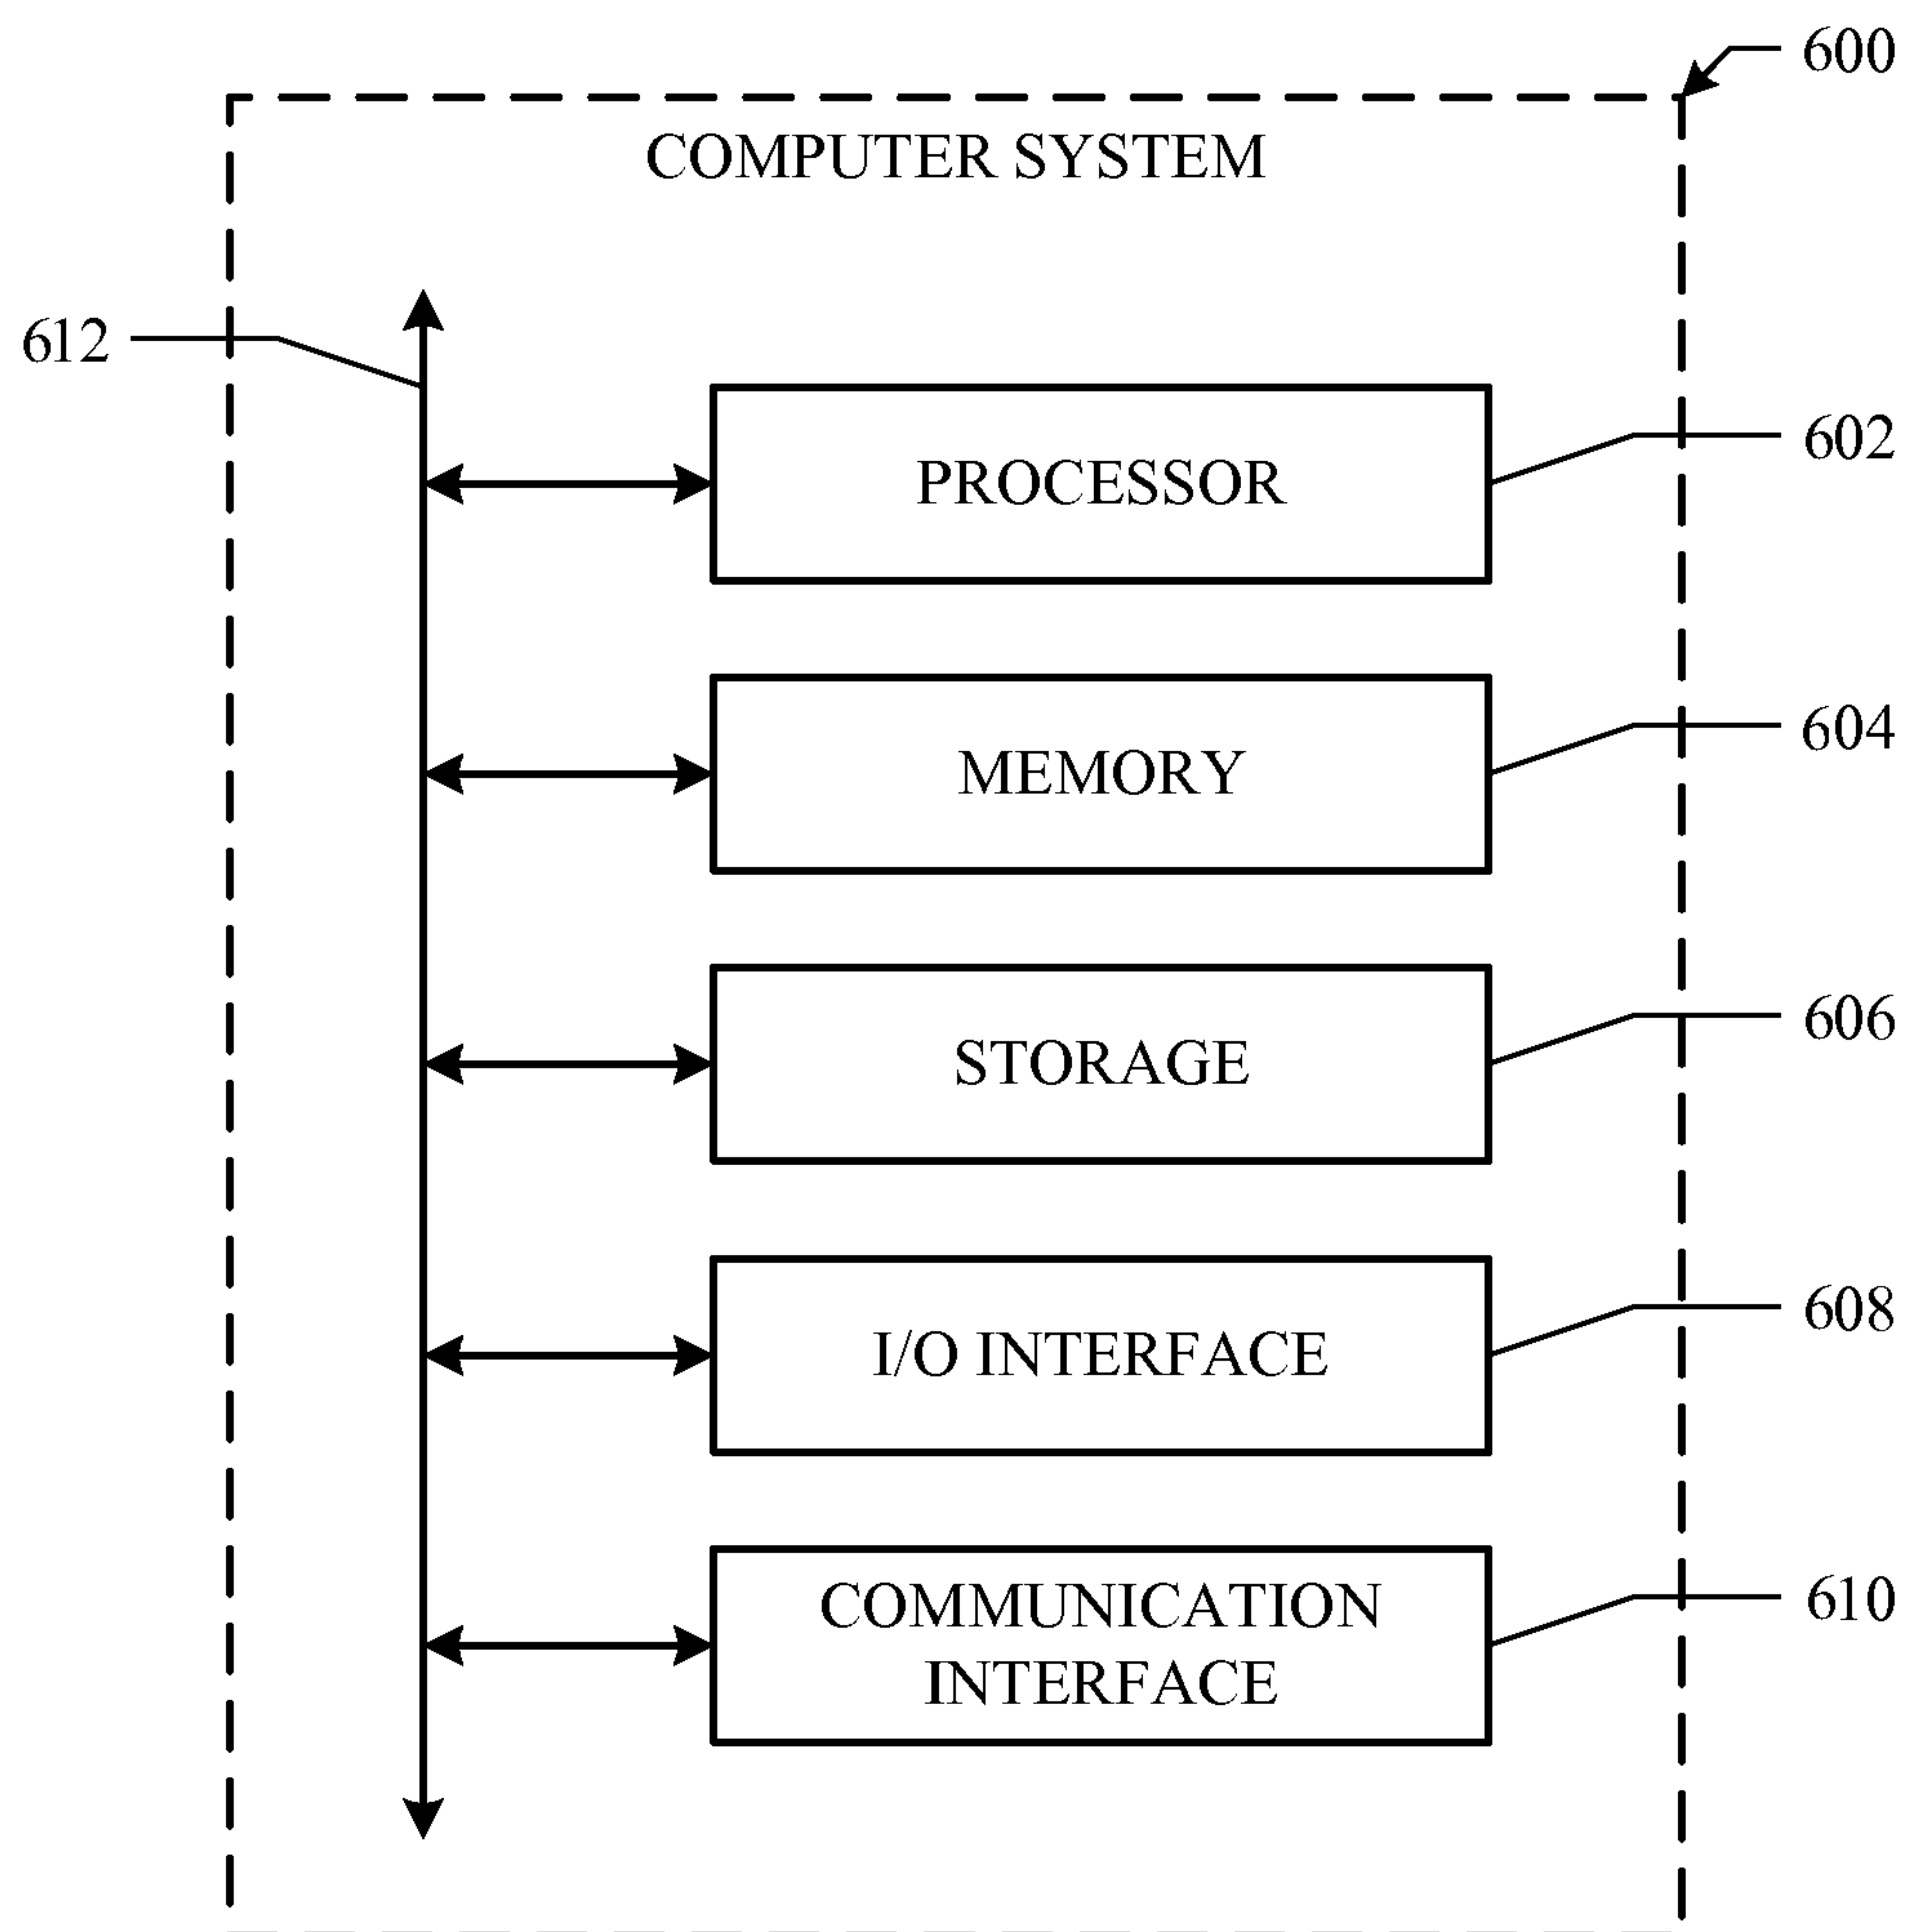 600
COMPUTER SYSTEM
612
602
PROCESSOR
604
MEMORY
606
STORAGE
608
I/O INTERFACE
610
COMMUNICATION
INTERFACE